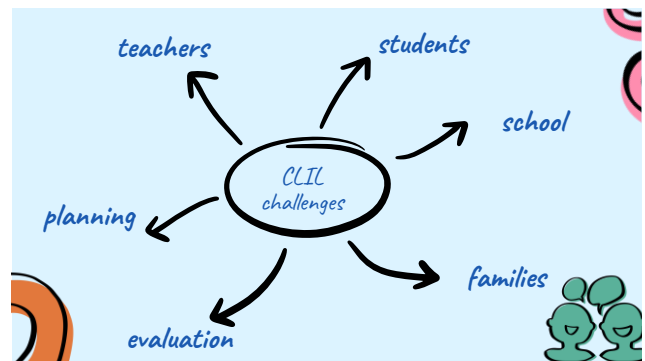 teachers
students
school
CLIL
challenges
planning
families
evaluation